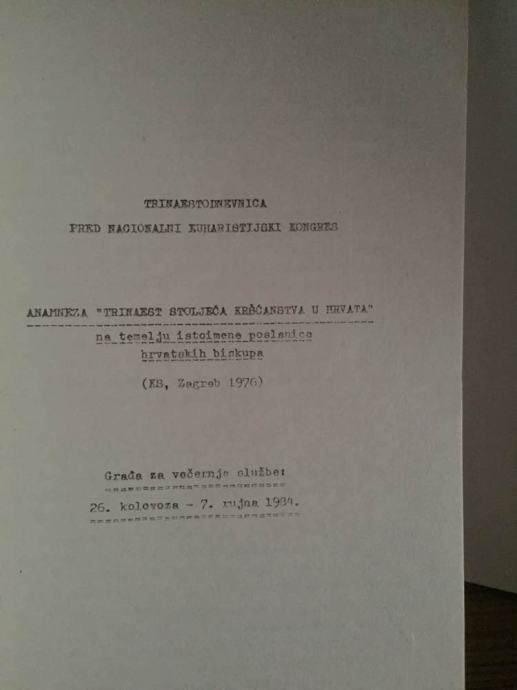 TRINAESTODNEVNICA
PRED NACIONALNI EUHARISTIJSKI KONGRES
ANAMNEZA "TRINAEST STOLJEĆA KRŠĆANSTVA U HRVATA"
na temelju istoimene poslanice
hrvatskih biskupa
(KS, Zagreb 1976)
Građa za večernje službe:
26. kolovoza - 7. rujna 1984.